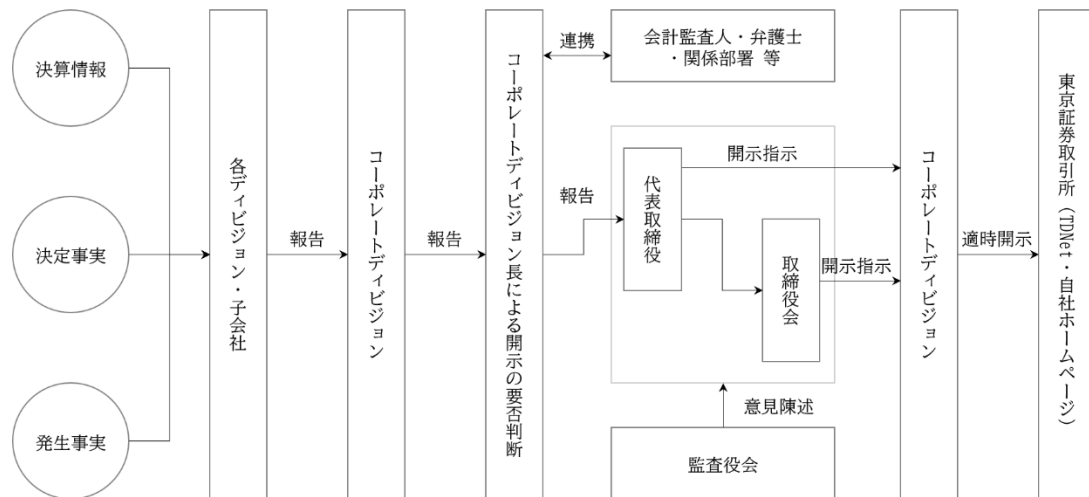 決算情報
決定事実
発生事実
各ディビジョン・子会社
報告
コーポレートディビジョン
報告
コーポレートディビジョン長による開示の要否判断
連携
会計監査人・弁護士
・関係部署 等
報告
代表取締役
開示指示
取締役会
開示指示
意見陳述
監査役会
コーポレートディビジョン
適時開示
東京証券取引所（TDNet・自社ホームページ）